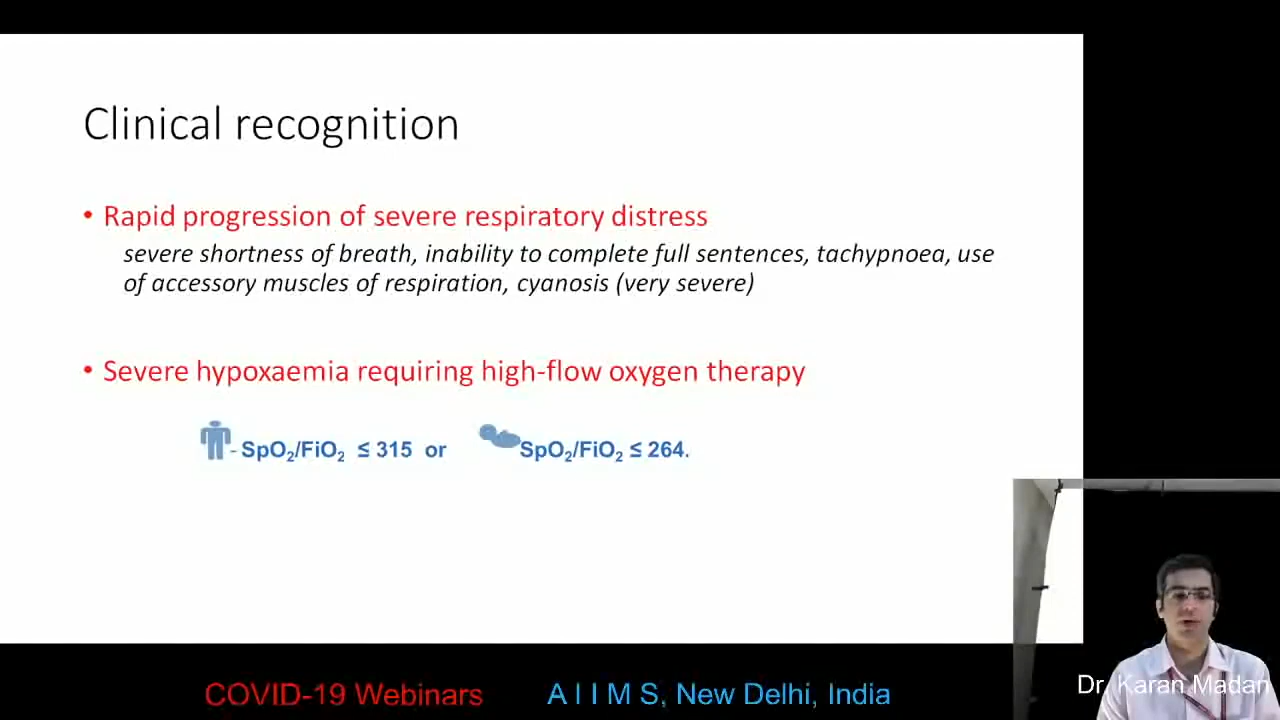 Clinical recognition
• Rapid progression of severe respiratory distress
severe shortness of breath, inability to complete full sentences, tachypnoea, use
of accessory muscles of respiration, cyanosis (very severe)
• Severe hypoxaemia requiring high-flow oxygen therapy
- SpO₂/FiO₂ ≤ 315 or SpO₂/FiO₂ ≤ 264.
Dr. Karan Madan
COVID-19 Webinars A I I M S, New Delhi, India